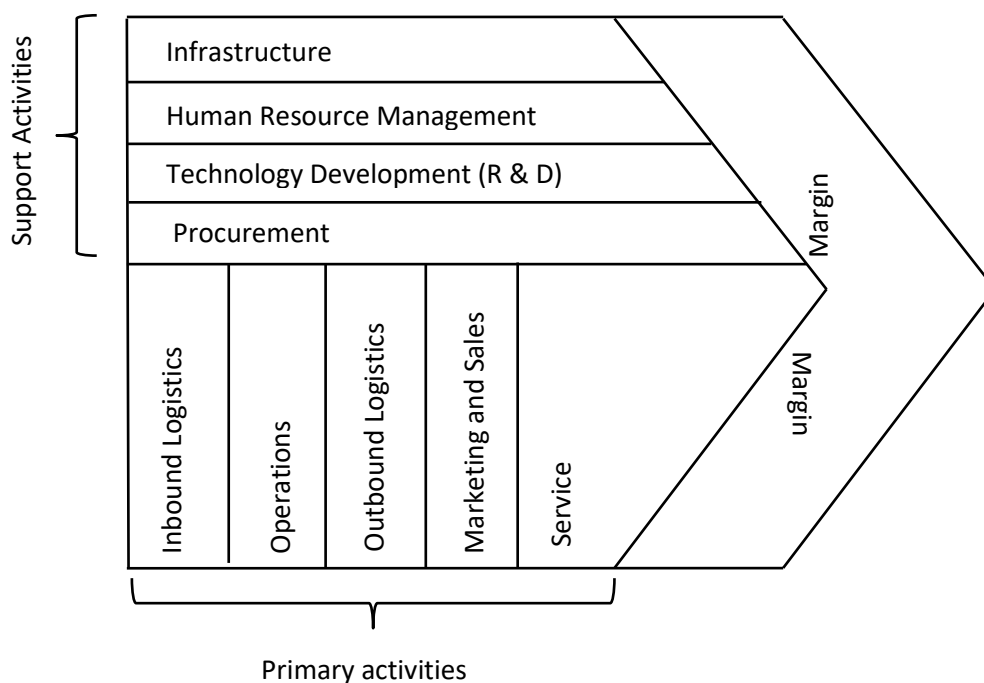 Support Activities
Infrastructure
Human Resource Management
Technology Development (R & D)
Procurement
Margin
Margin
Inbound Logistics
Operations
Outbound Logistics
Marketing and Sales
Service
Primary activities